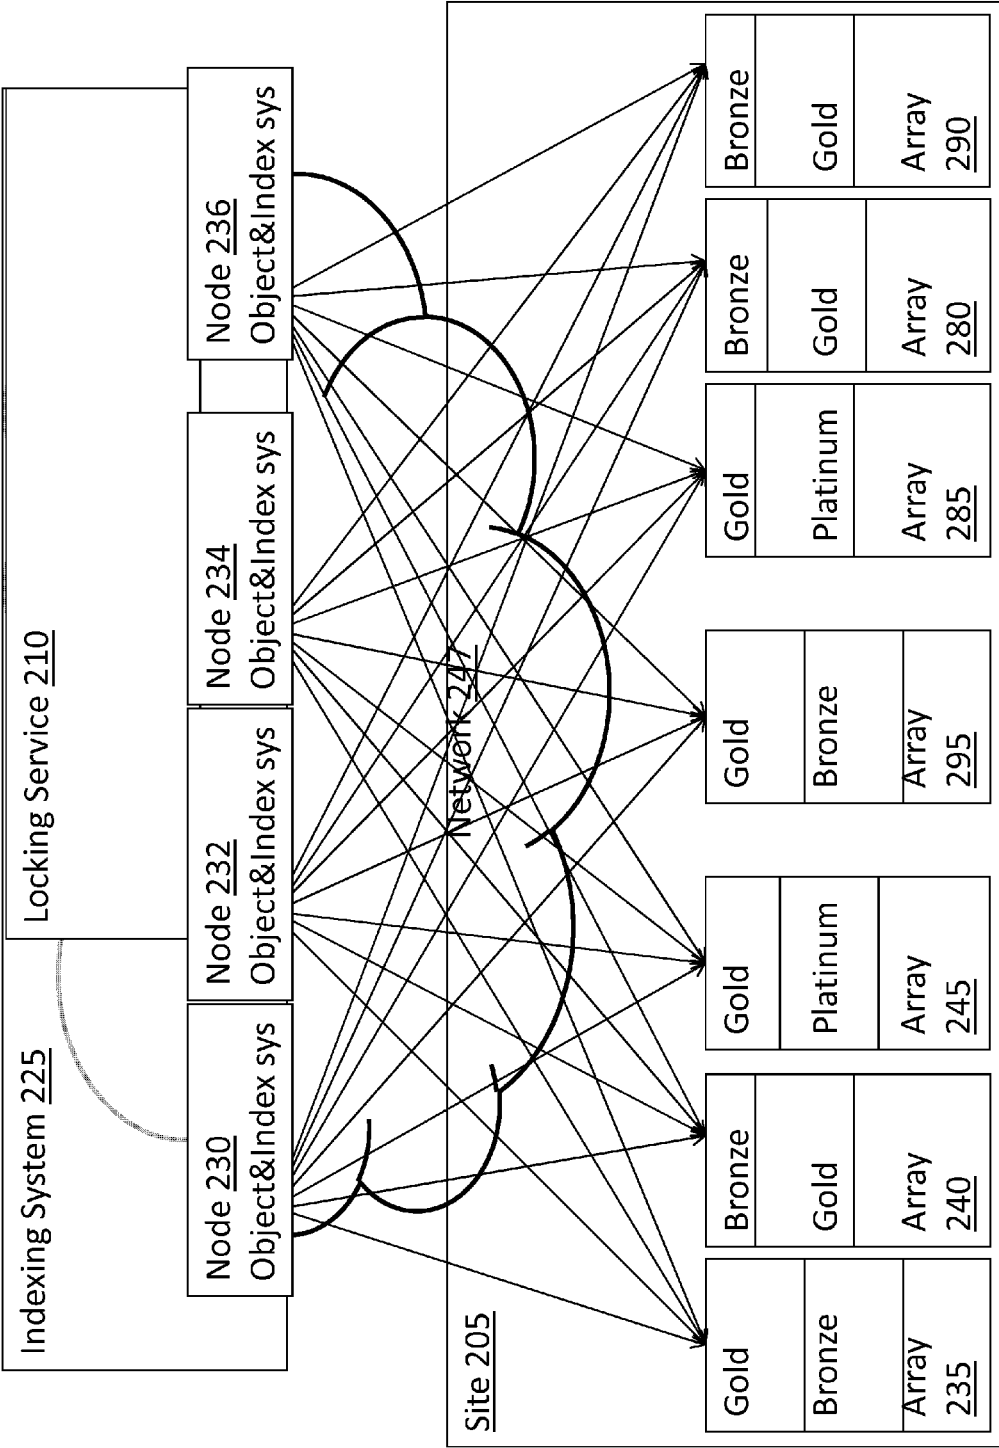 Indexing System 225
Locking Service 210
Node 230
Object&Index sys
Node 232
Object&Index sys
Node 234
Object&Index sys
Node 236
Object&Index sys
Network 247
Site 205
Gold
Bronze
Array
235
Bronze
Gold
Array
240
Gold
Platinum
Array
245
Gold
Bronze
Array
295
Gold
Platinum
Array
285
Bronze
Gold
Array
280
Bronze
Gold
Array
290